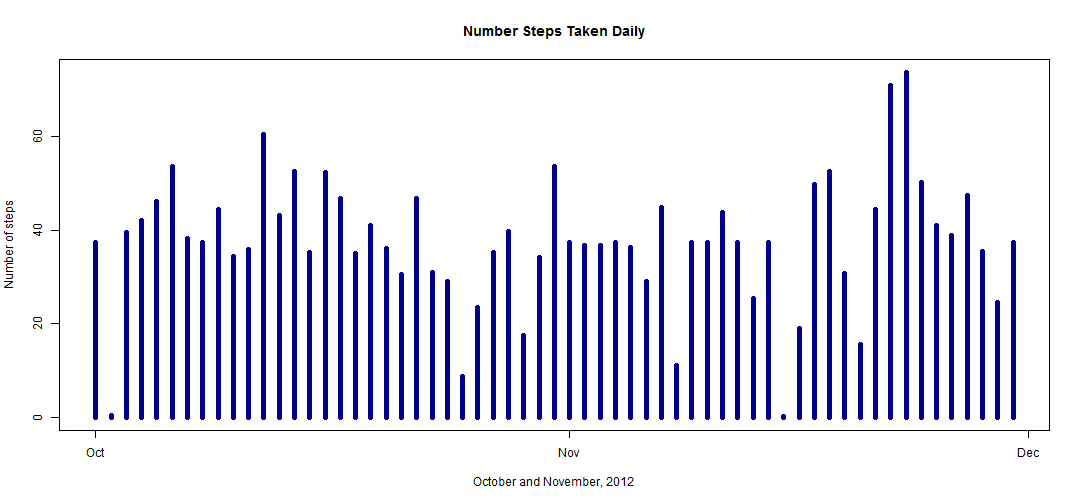 Number Steps Taken Daily
Number of steps
60
40
20
0
Oct
Nov
Dec
October and November, 2012